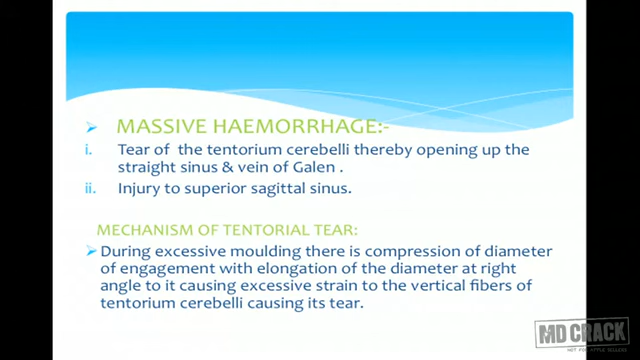 MASSIVE HAEMORRHAGE:-
i. Tear of the tentorium cerebelli thereby opening up the
straight sinus & vein of Galen .
ii. Injury to superior sagittal sinus.
MECHANISM OF TENTORIAL TEAR:
During excessive moulding there is compression of diameter
of engagement with elongation of the diameter at right
angle to it causing excessive strain to the vertical fibers of
tentorium cerebelli causing its tear.
MD CRACK